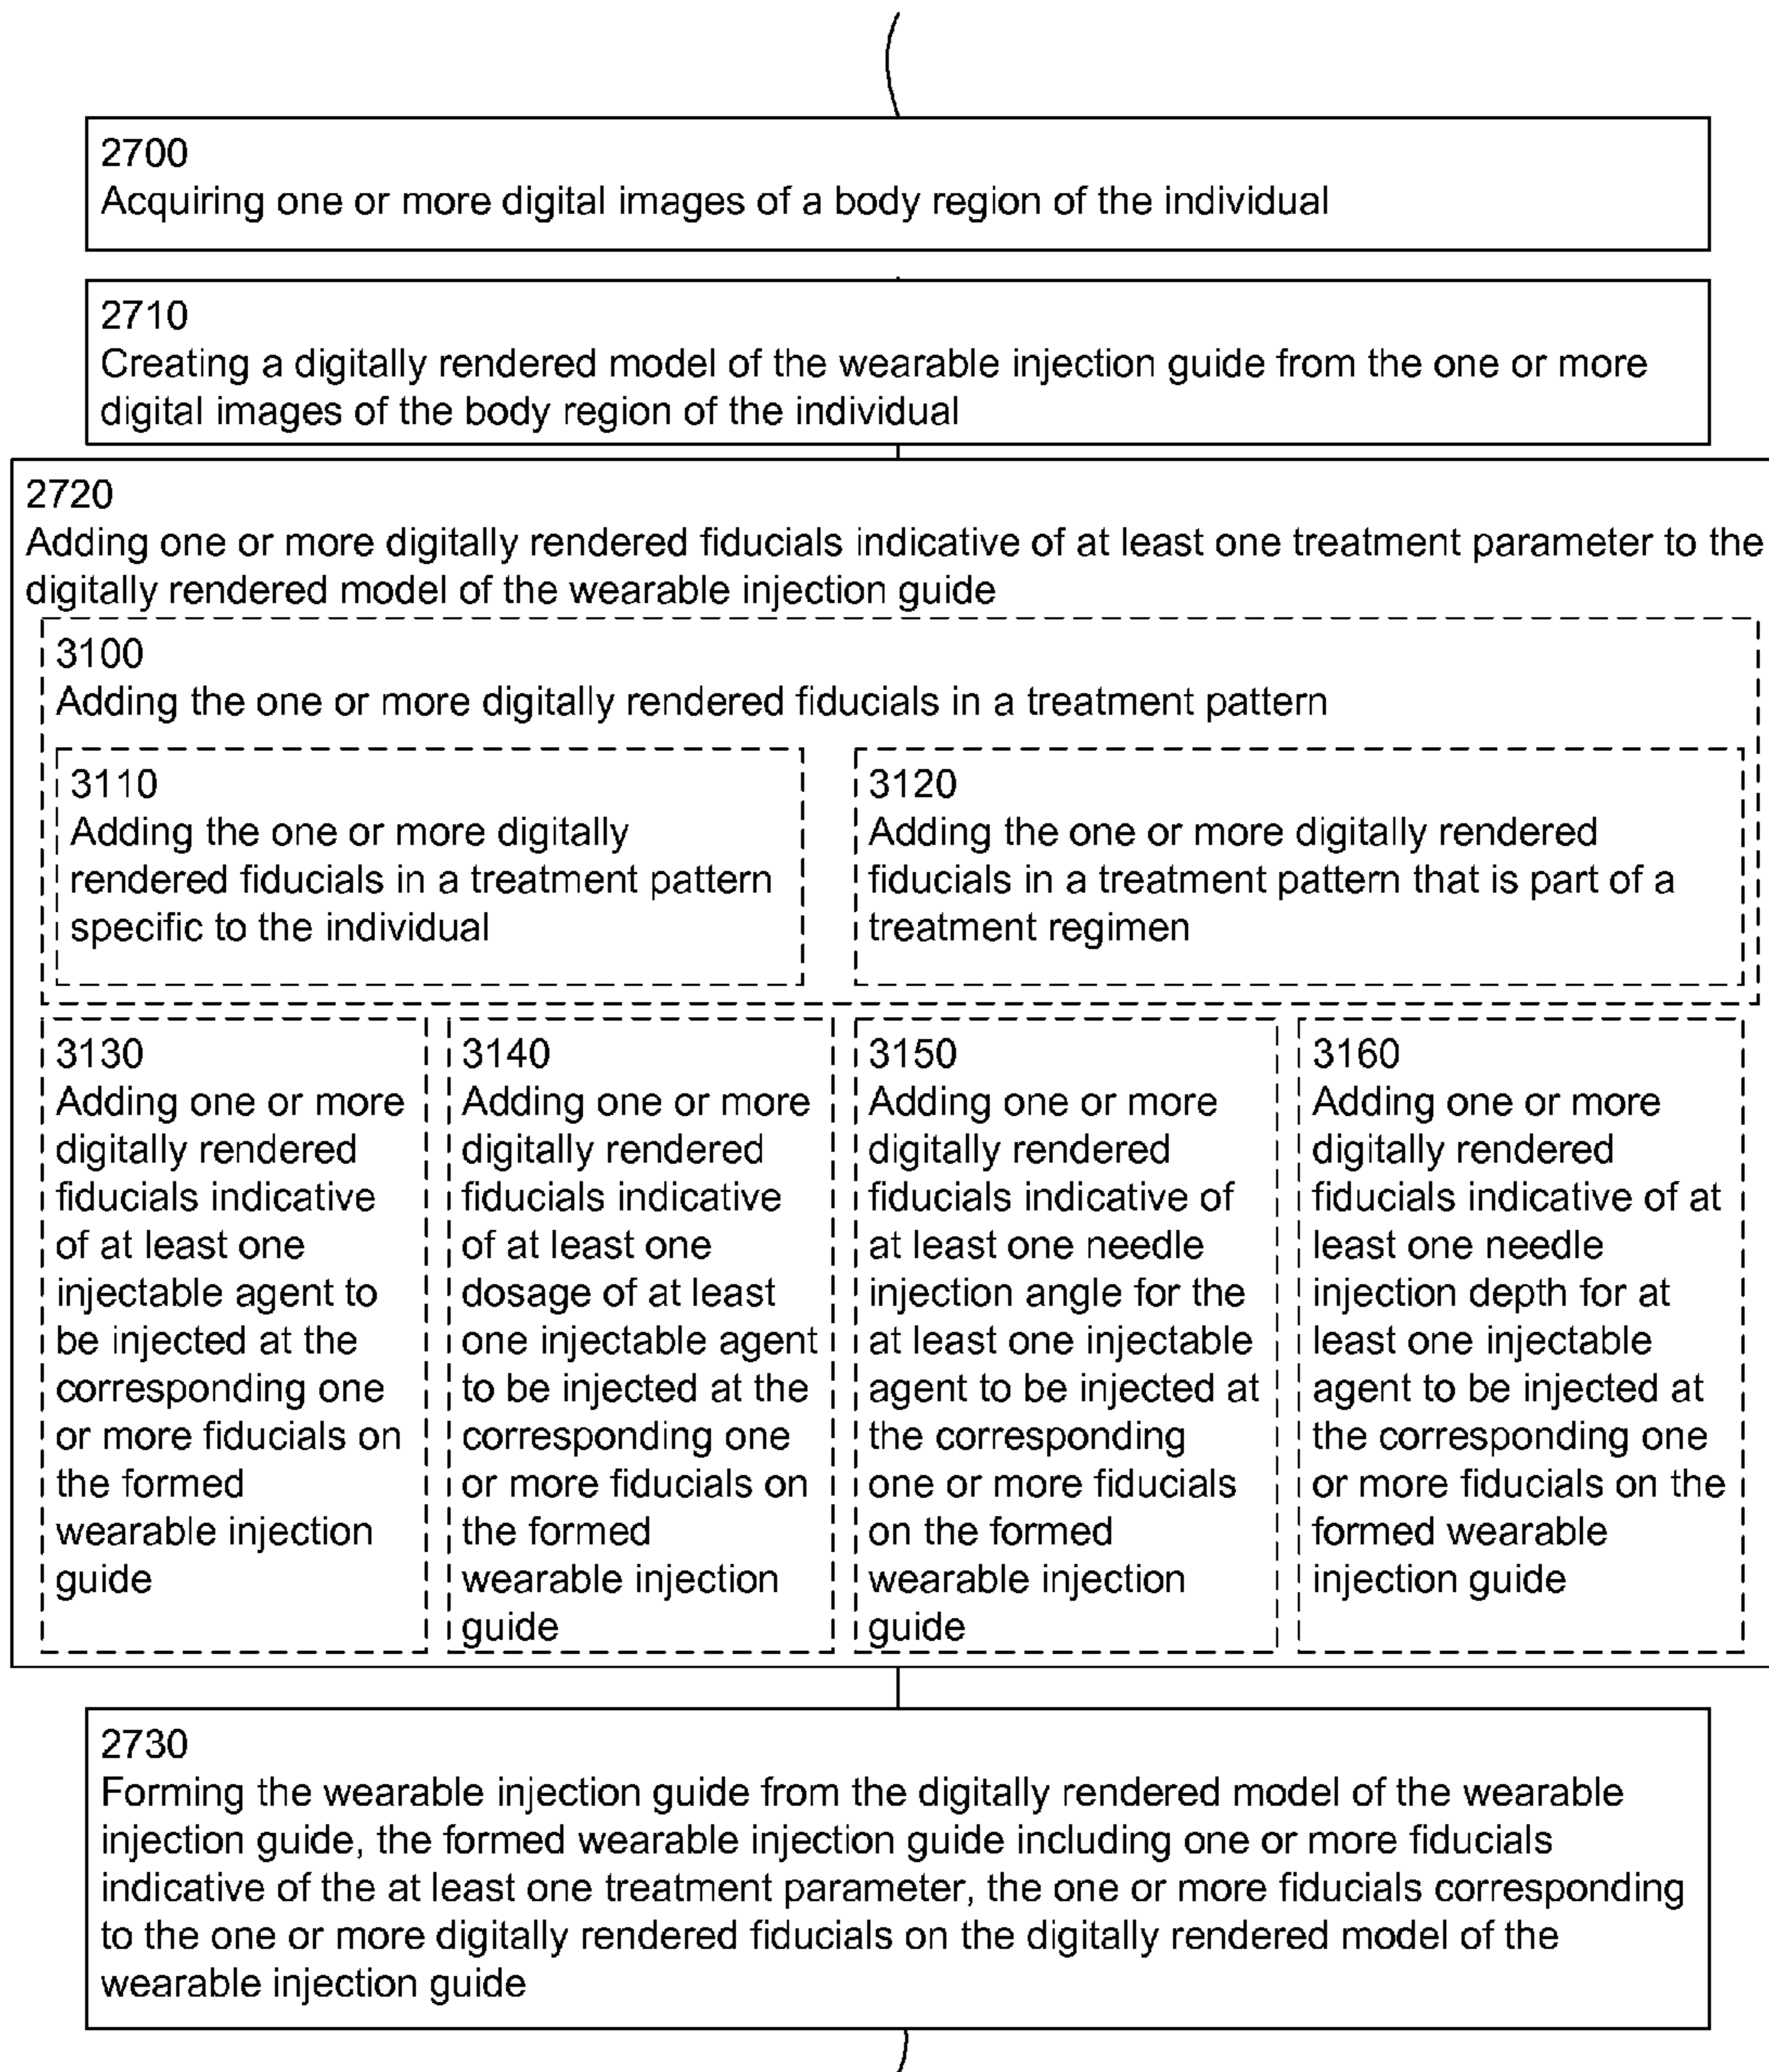 2700
Acquiring one or more digital images of a body region of the individual
2710
Creating a digitally rendered model of the wearable injection guide from the one or more
digital images of the body region of the individual
2720
Adding one or more digitally rendered fiducials indicative of at least one treatment parameter to the
digitally rendered model of the wearable injection guide
3100
Adding the one or more digitally rendered fiducials in a treatment pattern
3110
Adding the one or more digitally
rendered fiducials in a treatment pattern
specific to the individual
3120
Adding the one or more digitally rendered
fiducials in a treatment pattern that is part of a
treatment regimen
3130
Adding one or more
digitally rendered
fiducials indicative
of at least one
injectable agent to
be injected at the
corresponding one
or more fiducials on
the formed
wearable injection
guide
3140
Adding one or more
digitally rendered
fiducials indicative
of at least one
dosage of at least
one injectable agent
to be injected at the
corresponding one
or more fiducials on
the formed
wearable injection
guide
3150
Adding one or more
digitally rendered
fiducials indicative of
at least one needle
injection angle for the
at least one injectable
agent to be injected at
the corresponding
one or more fiducials
on the formed
wearable injection
guide
3160
Adding one or more
digitally rendered
fiducials indicative of at
least one needle
injection depth for at
least one injectable
agent to be injected at
the corresponding one
or more fiducials on the
formed wearable
injection guide
2730
Forming the wearable injection guide from the digitally rendered model of the wearable
injection guide, the formed wearable injection guide including one or more fiducials
indicative of the at least one treatment parameter, the one or more fiducials corresponding
to the one or more digitally rendered fiducials on the digitally rendered model of the
wearable injection guide